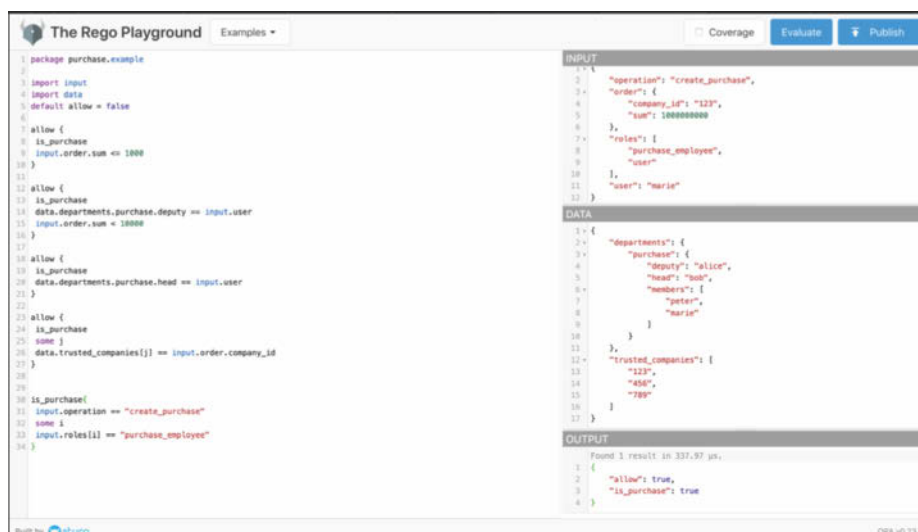 The Rego Playground
Examples
Coverage
Evaluate
Publish
1 package purchase.example
2
3 import input
4 import data
5 default allow = false
6
7 allow {
8 is_purchase
9 input.order.sum <= 1000
10 }
11
12 allow {
13 is_purchase
14 data.departments.purchase.deputy == input.user
15 input.order.sum < 10000
16 }
17
18 allow {
19 is_purchase
20 data.departments.purchase.head == input.user
21 }
22
23 allow {
24 is_purchase
25 some j
26 data.trusted_companies[j] == input.order.company_id
27 }
28
29
30 is_purchase{
31 input.operation == "create_purchase"
32 some i
33 input.roles[i] == "purchase_employee"
34 }
INPUT
1 {
2 "operation": "create_purchase",
3 "order": {
4 "company_id": "123",
5 "sum": 1000000000
6 },
7 "roles": [
8 "purchase_employee",
9 "user"
10 ],
11 "user": "marie"
12 }
DATA
1 {
2 "departments": {
3 "purchase": {
4 "deputy": "alice",
5 "head": "bob",
6 "members": [
7 "peter",
8 "marie"
9 ]
10 }
11 },
12 "trusted_companies": [
13 "123",
14 "456",
15 "789"
16 ]
17 }
OUTPUT
Found 1 result in 337.97 µs.
1 {
2 "allow": true,
3 "is_purchase": true
4 }
Built by